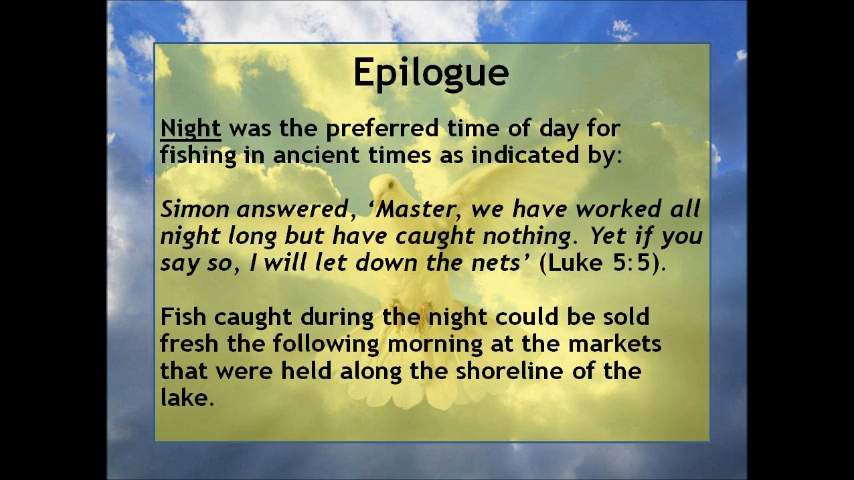 Epilogue
Night was the preferred time of day for
fishing in ancient times as indicated by:
Simon answered, ‘Master, we have worked all
night long but have caught nothing. Yet if you
say so, I will let down the nets’ (Luke 5:5).
Fish caught during the night could be sold
fresh the following morning at the markets
that were held along the shoreline of the
lake.